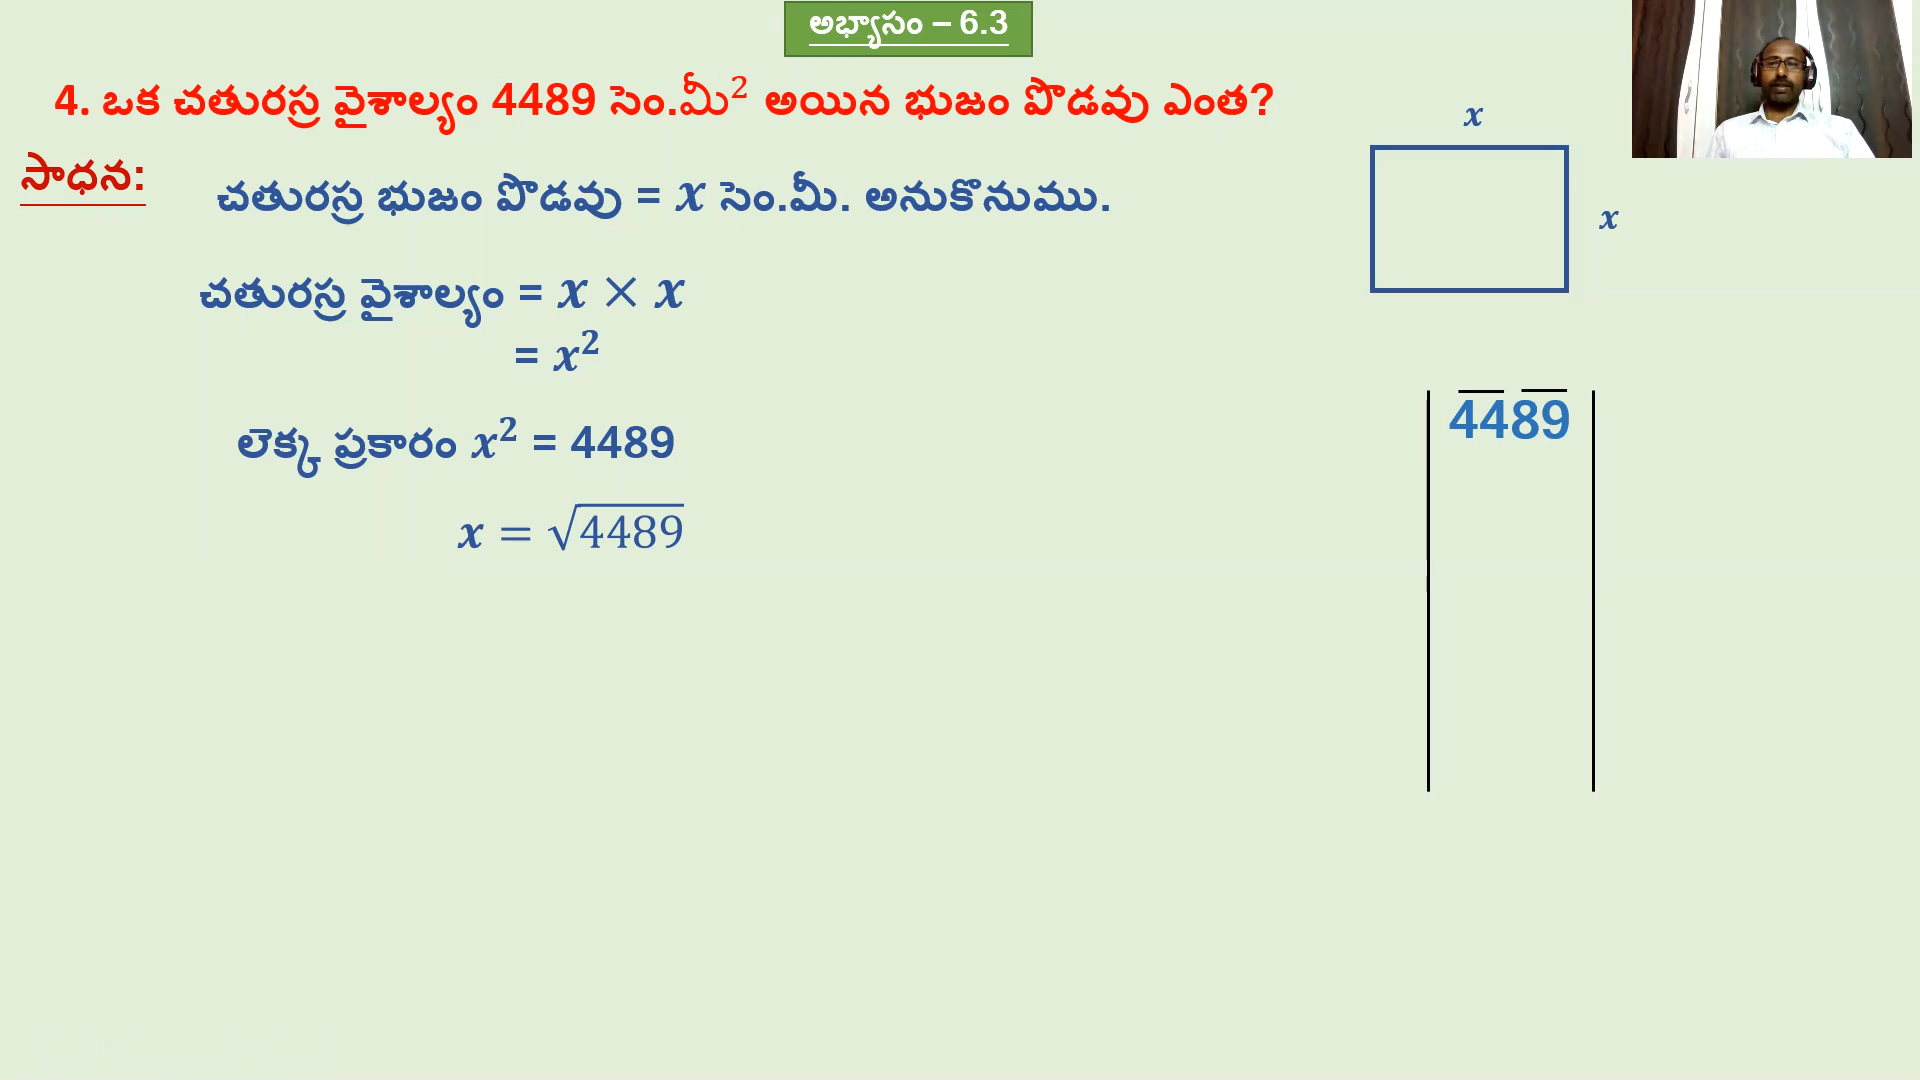 అభ్యాసం – 6.3
4. ఒక చతురస్ర వైశాల్యం 4489 సెం.మీ² అయిన భుజం పొడవు ఎంత?
సాధన:
చతురస్ర భుజం పొడవు = x సెం.మీ. అనుకొనుము.
x
x
చతురస్ర వైశాల్యం = x × x
= x²
లెక్క ప్రకారం x² = 4489
x = √4489
4489